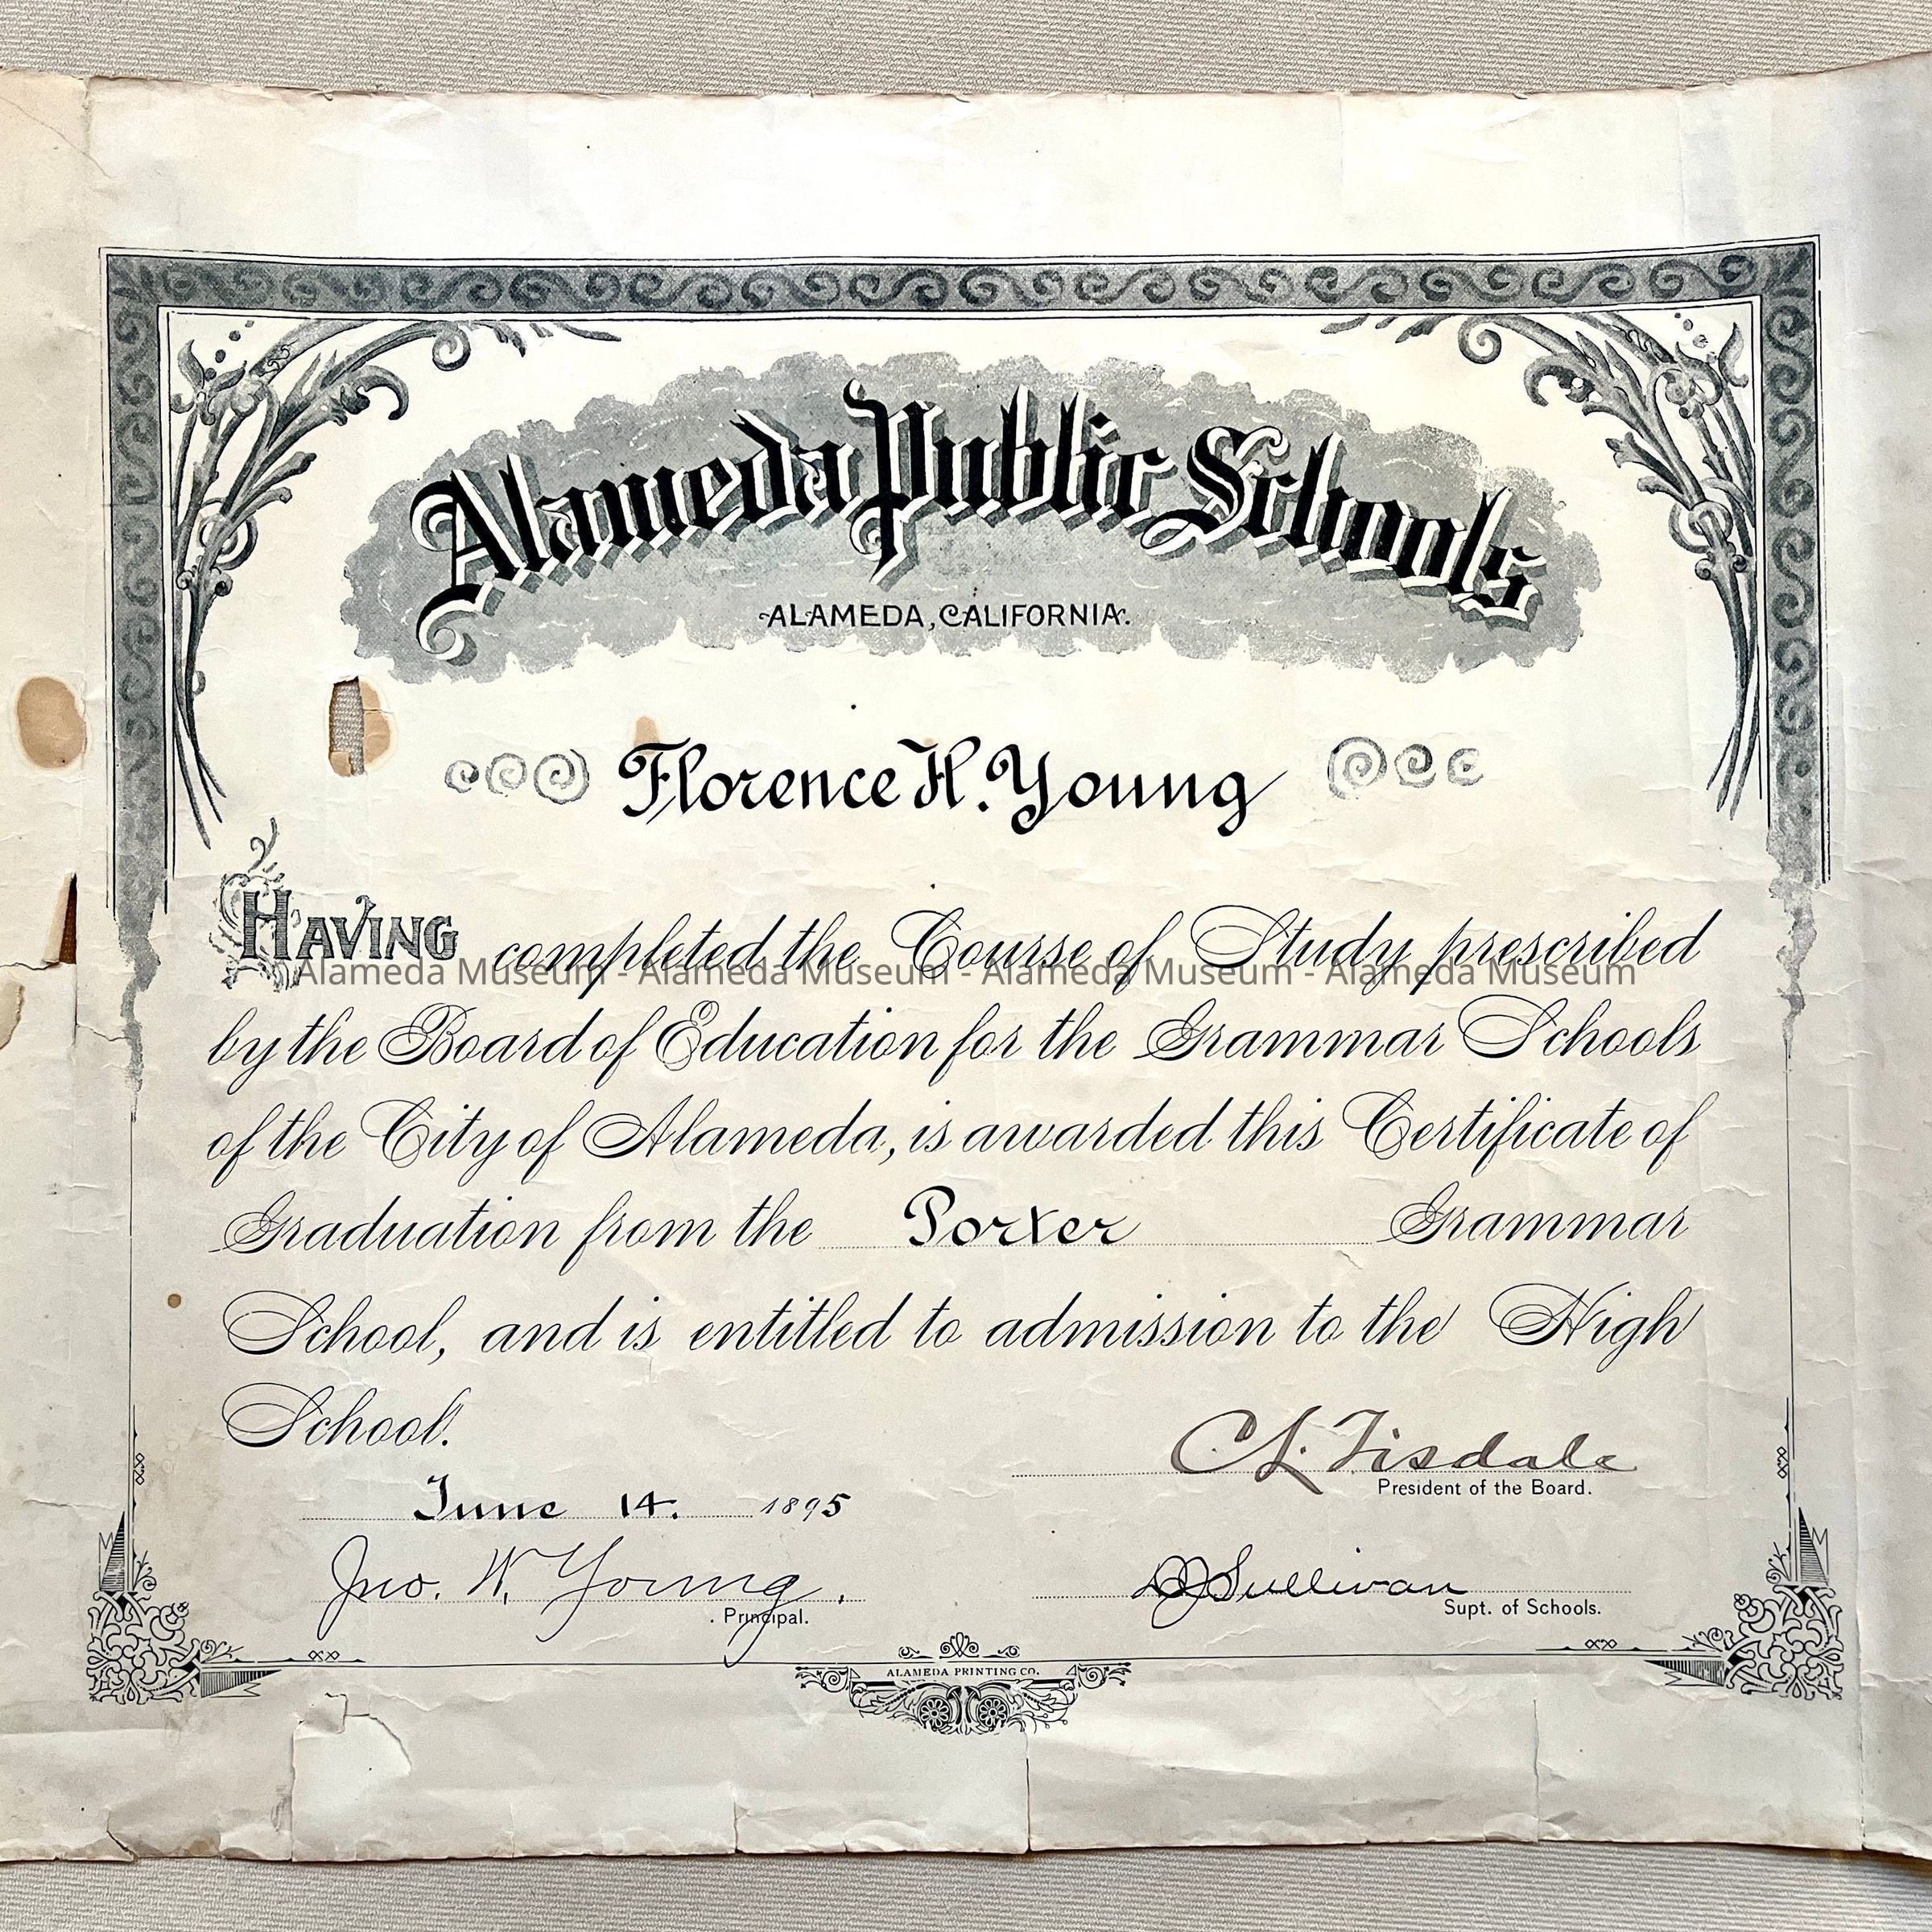 Alameda Public Schools
ALAMEDA, CALIFORNIA.
Florence H. Young
HAVING completed the Course of Study prescribed
Alameda Museum - Alameda Museum - Alameda Museum - Alameda Museum
by the Board of Education for the Grammar Schools
of the City of Alameda, is awarded this Certificate of
Graduation from the Porter Grammar
School, and is entitled to admission to the High
School.
C L. Tisdale
President of the Board.
June 14. 1895
Jno. W. Young.
Principal.
D J Sullivan
Supt. of Schools.
ALAMEDA PRINTING CO.